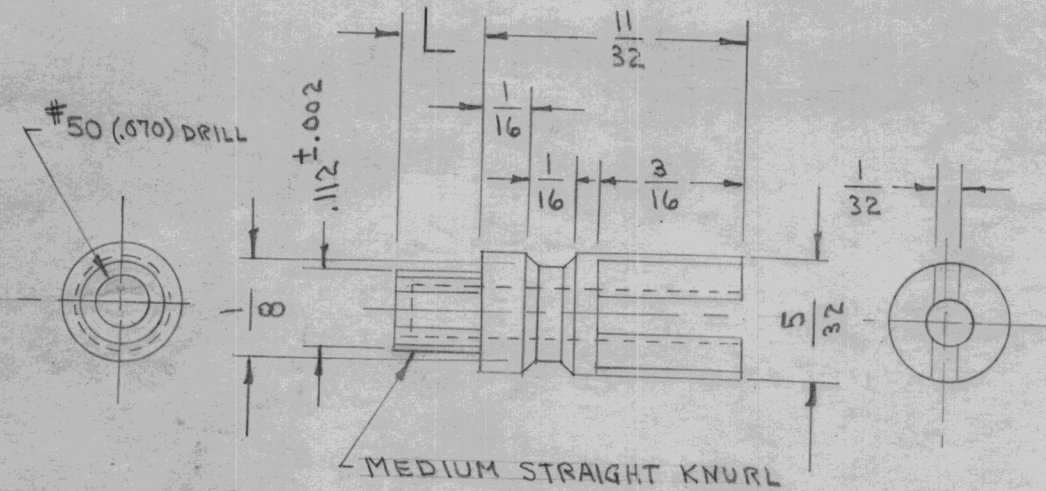 L
11/32
1/16
#50 (.070) DRILL
.112 ±.002
1/16
3/16
1/32
1/8
5/32
MEDIUM STRAIGHT KNURL